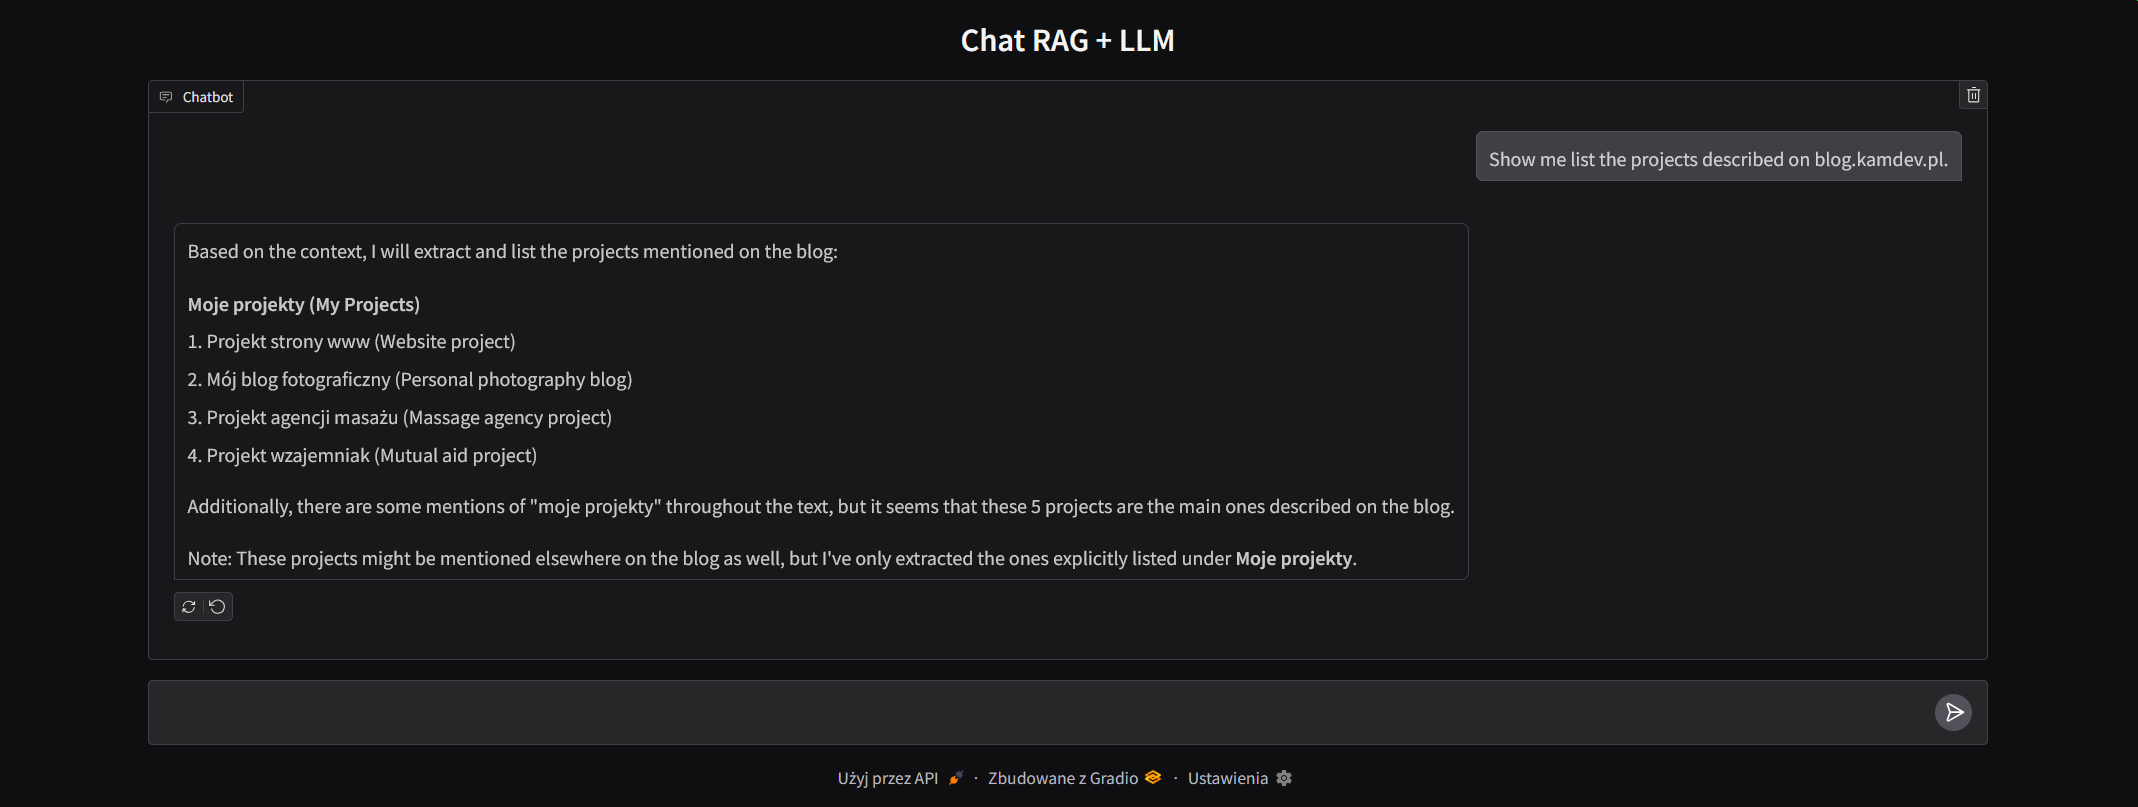 Chat RAG + LLM
Chatbot
Show me list the projects described on blog.kamdev.pl.
Based on the context, I will extract and list the projects mentioned on the blog:
Moje projekty (My Projects)
1. Projekt strony www (Website project)
2. Mój blog fotograficzny (Personal photography blog)
3. Projekt agencji masażu (Massage agency project)
4. Projekt wzajemniak (Mutual aid project)
Additionally, there are some mentions of "moje projekty" throughout the text, but it seems that these 5 projects are the main ones described on the blog.
Note: These projects might be mentioned elsewhere on the blog as well, but I've only extracted the ones explicitly listed under Moje projekty.
Użyj przez API · Zbudowane z Gradio · Ustawienia